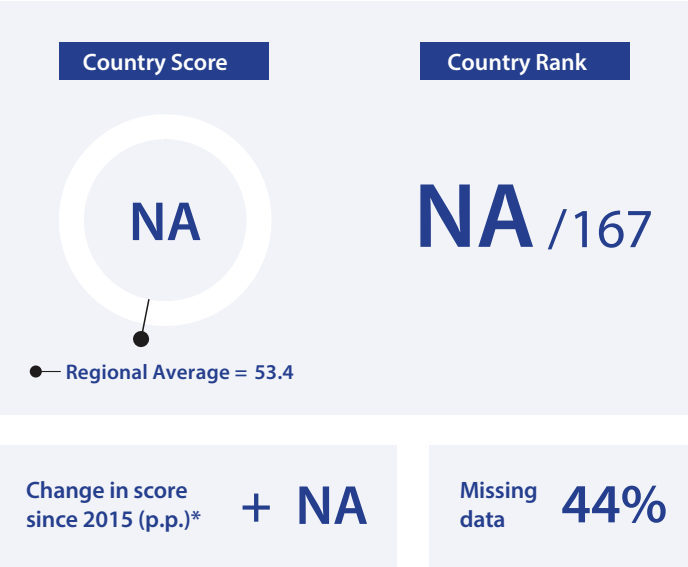 Country Score
Country Rank
NA
NA /167
Regional Average = 53.4
Change in score
since 2015 (p.p.)*
+ NA
Missing
data
44%